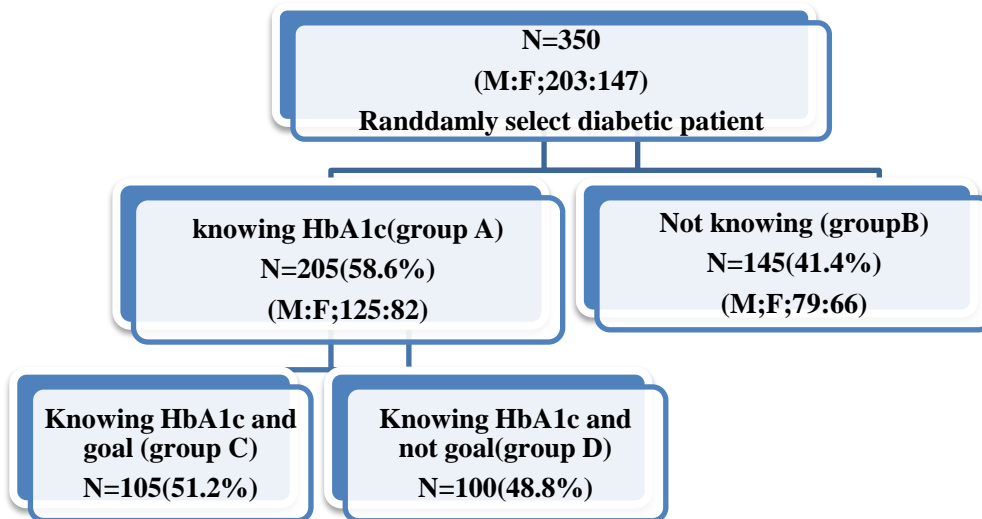 N=350
(M:F;203:147)
Randdamly select diabetic patient
knowing HbA1c(group A)
N=205(58.6%)
(M:F;125:82)
Not knowing (groupB)
N=145(41.4%)
(M;F;79:66)
Knowing HbA1c and
goal (group C)
N=105(51.2%)
Knowing HbA1c and
not goal(group D)
N=100(48.8%)